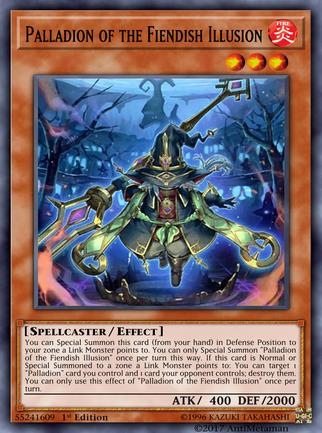 PALLADION OF THE FIENDISH ILLUSION
FIRE
炎
[SPELLCASTER / EFFECT]
You can Special Summon this card (from your hand) in Defense Position to
your zone a Link Monster points to. You can only Special Summon "Palladion
of the Fiendish Illusion" once per turn this way. If this card is Normal or
Special Summoned to a zone a Link Monster points to: You can target 1
"Palladion" card you control and 1 card your opponent controls; destroy them.
You can only use this effect of "Palladion of the Fiendish Illusion" once per
turn.
ATK/ 400 DEF/2000
55241609 1st Edition ©1996 KAZUKI TAKAHASHI
©2017 AntiMetaman